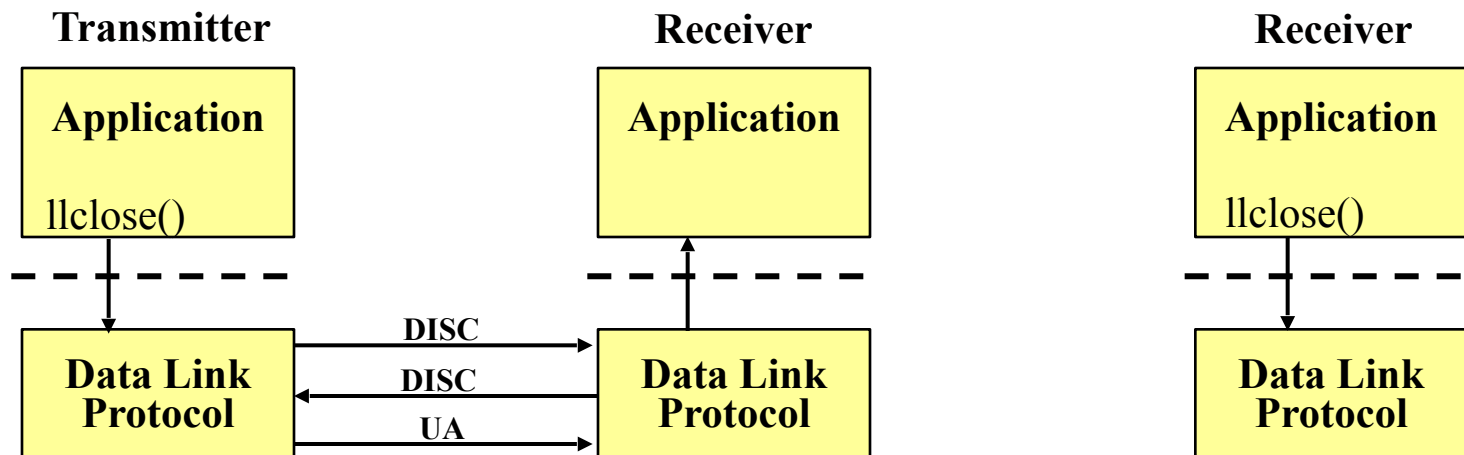 Transmitter
Application
llclose()
Data Link
Protocol
DISC
DISC
UA
Receiver
Application
Data Link
Protocol
Receiver
Application
llclose()
Data Link
Protocol